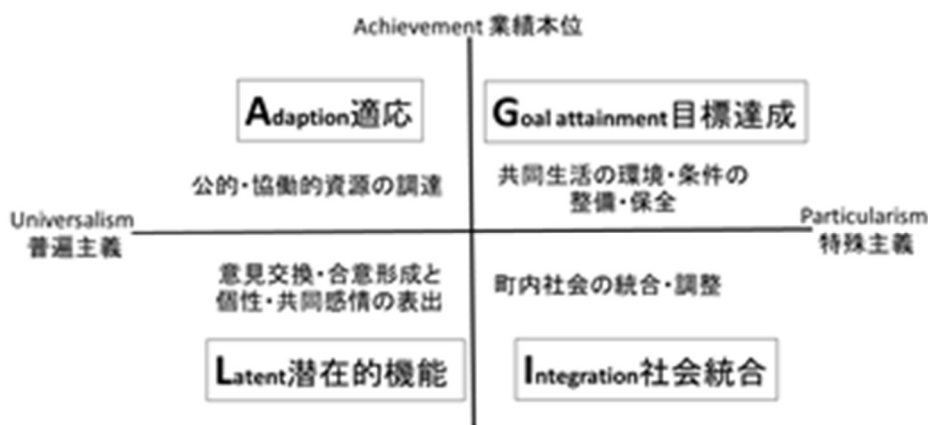 Achievement 業績本位
Adaption適応
Goal attainment目標達成
公的・協働的資源の調達
共同生活の環境・条件の
整備・保全
Universalism
普遍主義
Particularism
特殊主義
意見交換・合意形成と
個性・共同感情の表出
町内社会の統合・調整
Latent潜在的機能
Integration社会統合